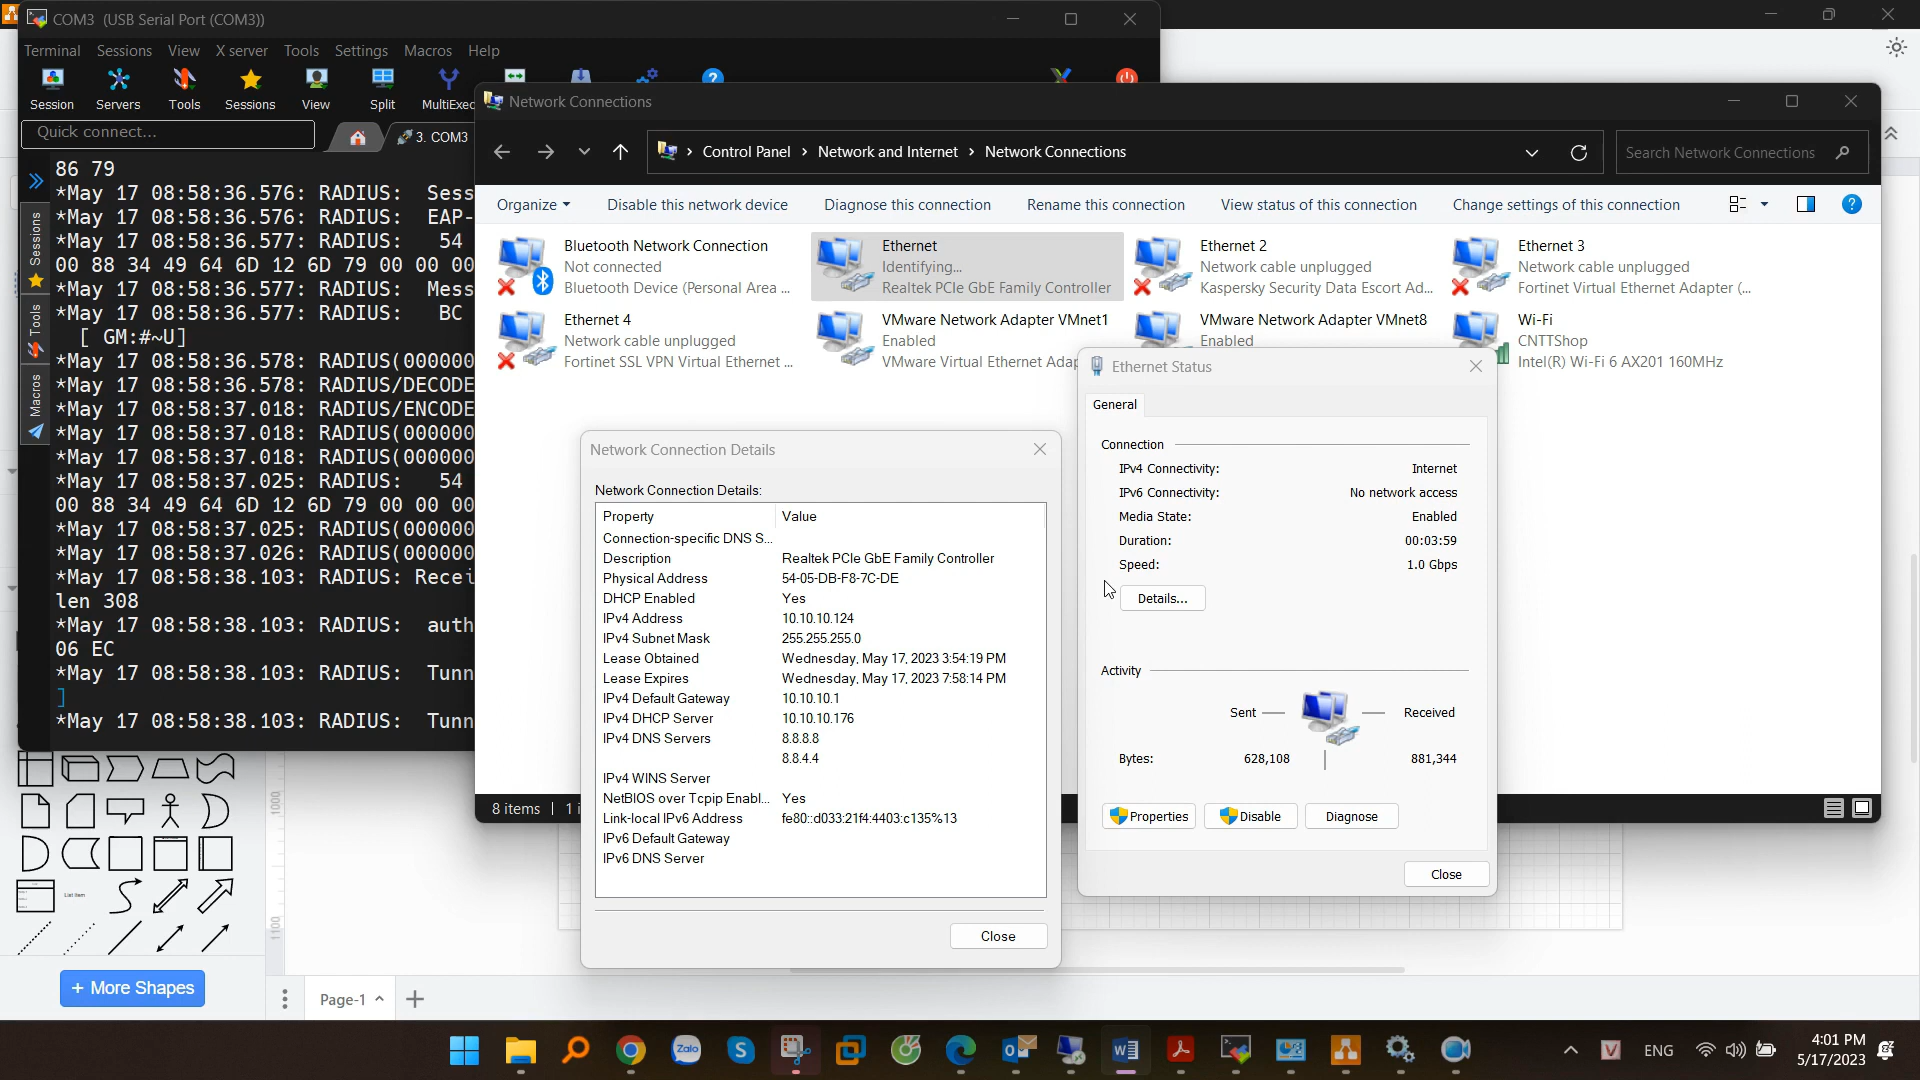 COM3 (USB Serial Port (COM3))
Terminal Sessions View X server Tools Settings Macros Help
Session Servers Tools Sessions View Split MultiExec
Quick connect...
3. COM3
Sessions
Tools
Macros
86 79
*May 17 08:58:36.576: RADIUS:  Sess
*May 17 08:58:36.576: RADIUS:  EAP-
*May 17 08:58:36.577: RADIUS:   54
00 88 34 49 64 6D 12 6D 79 00 00 00
*May 17 08:58:36.577: RADIUS:  Mess
*May 17 08:58:36.577: RADIUS:   BC
[ GM:#~U]
*May 17 08:58:36.578: RADIUS(000000
*May 17 08:58:36.578: RADIUS/DECODE
*May 17 08:58:37.018: RADIUS/ENCODE
*May 17 08:58:37.018: RADIUS(000000
*May 17 08:58:37.018: RADIUS(000000
*May 17 08:58:37.025: RADIUS:   54
00 88 34 49 64 6D 12 6D 79 00 00 00
*May 17 08:58:37.025: RADIUS(000000
*May 17 08:58:37.026: RADIUS(000000
*May 17 08:58:38.103: RADIUS: Recei
len 308
*May 17 08:58:38.103: RADIUS:  auth
06 EC
*May 17 08:58:38.103: RADIUS:  Tunn
]
*May 17 08:58:38.103: RADIUS:  Tunn
Network Connections
Control Panel › Network and Internet › Network Connections
Search Network Connections
Organize Disable this network device Diagnose this connection Rename this connection View status of this connection Change settings of this connection
Bluetooth Network Connection
Not connected
Bluetooth Device (Personal Area ...
Ethernet
Identifying...
Realtek PCIe GbE Family Controller
Ethernet 2
Network cable unplugged
Kaspersky Security Data Escort Ad...
Ethernet 3
Network cable unplugged
Fortinet Virtual Ethernet Adapter (...
Ethernet 4
Network cable unplugged
Fortinet SSL VPN Virtual Ethernet ...
VMware Network Adapter VMnet1
Enabled
VMware Virtual Ethernet Adap
VMware Network Adapter VMnet8
Enabled
Wi-Fi
CNTTShop
Intel(R) Wi-Fi 6 AX201 160MHz
8 items 1 i
Network Connection Details
Network Connection Details:
Property Value
Connection-specific DNS S...
Description Realtek PCIe GbE Family Controller
Physical Address 54-05-DB-F8-7C-DE
DHCP Enabled Yes
IPv4 Address 10.10.10.124
IPv4 Subnet Mask 255.255.255.0
Lease Obtained Wednesday, May 17, 2023 3:54:19 PM
Lease Expires Wednesday, May 17, 2023 7:58:14 PM
IPv4 Default Gateway 10.10.10.1
IPv4 DHCP Server 10.10.10.176
IPv4 DNS Servers 8.8.8.8
8.8.4.4
IPv4 WINS Server
NetBIOS over Tcpip Enabl... Yes
Link-local IPv6 Address fe80::d033:21f4:4403:c135%13
IPv6 Default Gateway
IPv6 DNS Server
Close
Ethernet Status
General
Connection
IPv4 Connectivity: Internet
IPv6 Connectivity: No network access
Media State: Enabled
Duration: 00:03:59
Speed: 1.0 Gbps
Details...
Activity
Sent Received
Bytes: 628,108 881,344
Properties Disable Diagnose
Close
1000
1100
List item
+ More Shapes
Page-1
Zalo
ENG
4:01 PM
5/17/2023